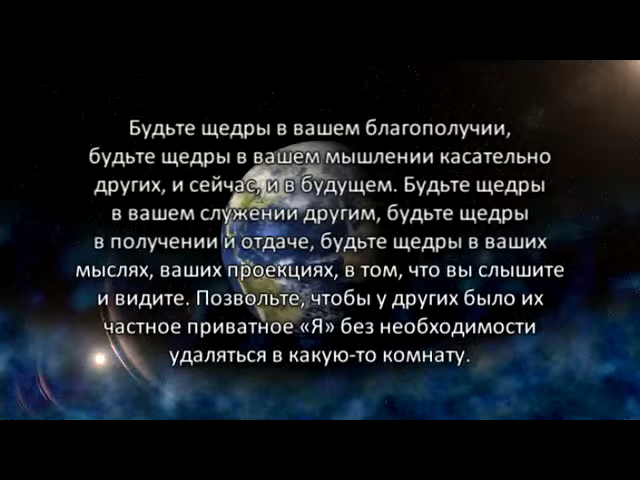 Будьте щедры в вашем благополучии,
будьте щедры в вашем мышлении касательно
других, и сейчас, и в будущем. Будьте щедры
в вашем служении другим, будьте щедры
в получении и отдаче, будьте щедры в ваших
мыслях, ваших проекциях, в том, что вы слышите
и видите. Позвольте, чтобы у других было их
частное приватное «Я» без необходимости
удаляться в какую-то комнату.